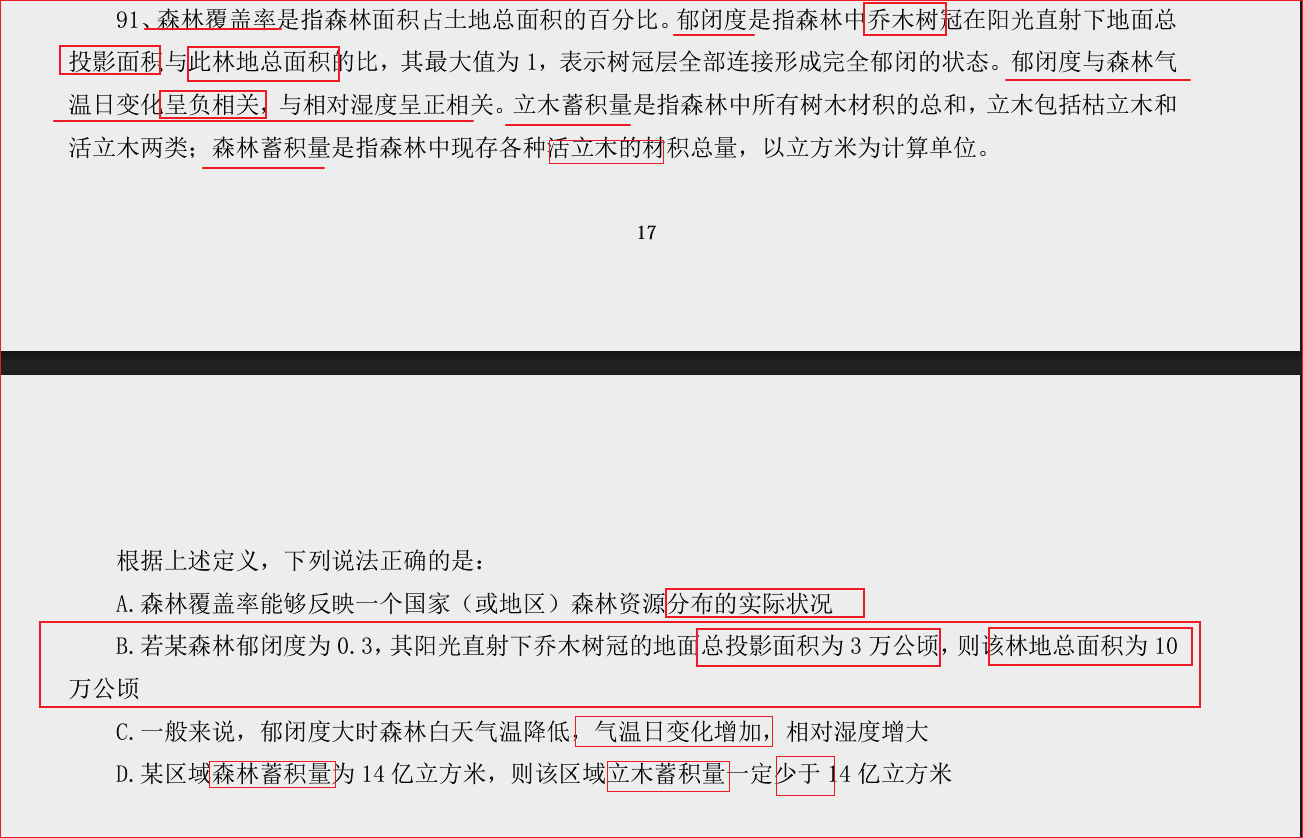 91、森林覆盖率是指森林面积占土地总面积的百分比。郁闭度是指森林中乔木树冠在阳光直射下地面总
投影面积与此林地总面积的比，其最大值为 1，表示树冠层全部连接形成完全郁闭的状态。郁闭度与森林气
温日变化呈负相关，与相对湿度呈正相关。立木蓄积量是指森林中所有树木材积的总和，立木包括枯立木和
活立木两类；森林蓄积量是指森林中现存各种活立木的材积总量，以立方米为计算单位。
17
根据上述定义，下列说法正确的是：
A.森林覆盖率能够反映一个国家（或地区）森林资源分布的实际状况
B.若某森林郁闭度为 0.3，其阳光直射下乔木树冠的地面总投影面积为 3 万公顷，则该林地总面积为 10
万公顷
C.一般来说，郁闭度大时森林白天气温降低，气温日变化增加，相对湿度增大
D.某区域森林蓄积量为 14 亿立方米，则该区域立木蓄积量一定少于 14 亿立方米